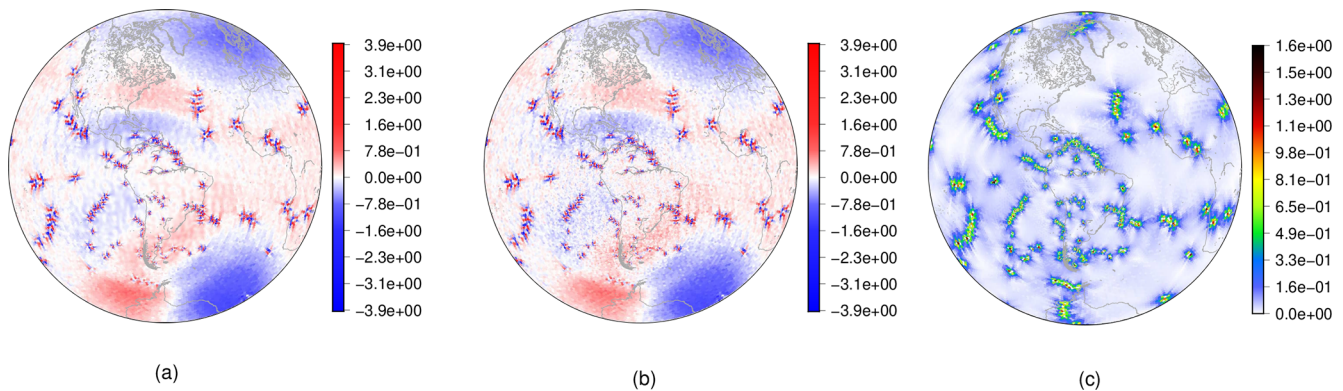 3.9e+00
3.1e+00
2.3e+00
1.6e+00
7.8e−01
0.0e+00
−7.8e−01
−1.6e+00
−2.3e+00
−3.1e+00
−3.9e+00
(a)
3.9e+00
3.1e+00
2.3e+00
1.6e+00
7.8e−01
0.0e+00
−7.8e−01
−1.6e+00
−2.3e+00
−3.1e+00
−3.9e+00
(b)
1.6e+00
1.5e+00
1.3e+00
1.1e+00
9.8e−01
8.1e−01
6.5e−01
4.9e−01
3.3e−01
1.6e−01
0.0e+00
(c)